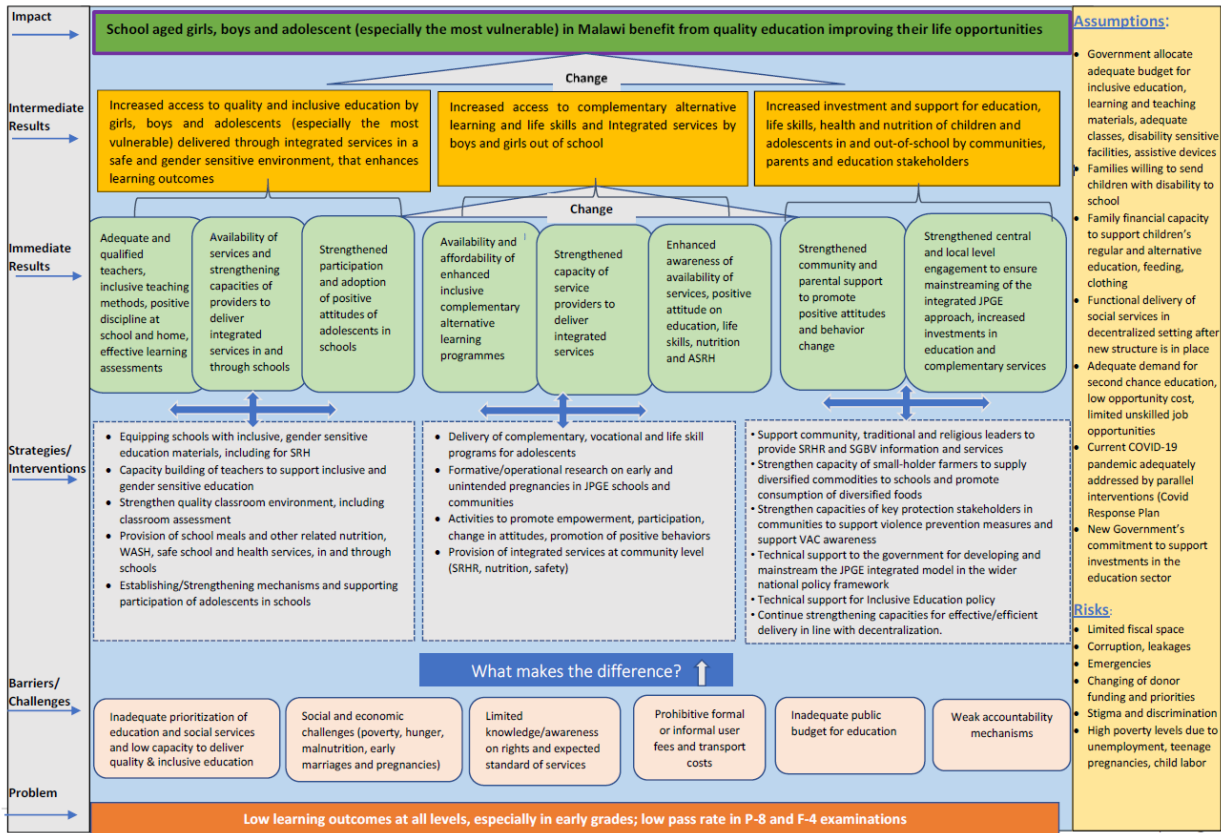 Impact
School aged girls, boys and adolescent (especially the most vulnerable) in Malawi benefit from quality education improving their life opportunities
Change
Intermediate
Results
Increased access to quality and inclusive education by
girls, boys and adolescents (especially the most
vulnerable) delivered through integrated services in a
safe and gender sensitive environment, that enhances
learning outcomes
Increased access to complementary alternative
learning and life skills and Integrated services by
boys and girls out of school
Increased investment and support for education,
life skills, health and nutrition of children and
adolescents in and out-of-school by communities,
parents and education stakeholders
Change
Immediate
Results
Adequate and
qualified
teachers,
inclusive teaching
methods, positive
discipline at
school and home,
effective learning
assessments
Availability of
services and
strengthening
capacities of
providers to
deliver
integrated
services in and
through schools
Strengthened
participation
and adoption
of positive
attitudes of
adolescents in
schools
Availability and
affordability of
enhanced
inclusive
complementary
alternative
learning
programmes
Strengthened
capacity of
service
providers to
deliver
integrated
services
Enhanced
awareness of
availability of
services, positive
attitude on
education, life
skills, nutrition
and ASRH
Strengthened
community and
parental support
to promote
positive attitudes
and behavior
change
Strengthened central
and local level
engagement to ensure
mainstreaming of the
integrated JPGE
approach, increased
investments in
education and
complementary services
Strategies/
Interventions
• Equipping schools with inclusive, gender sensitive
education materials, including for SRH
• Capacity building of teachers to support inclusive and
gender sensitive education
• Strengthen quality classroom environment, including
classroom assessment
• Provision of school meals and other related nutrition,
WASH, safe school and health services, in and through
schools
• Establishing/Strengthening mechanisms and supporting
participation of adolescents in schools
• Delivery of complementary, vocational and life skill
programs for adolescents
• Formative/operational research on early and
unintended pregnancies in JPGE schools and
communities
• Activities to promote empowerment, participation,
change in attitudes, promotion of positive behaviors
• Provision of integrated services at community level
(SRHR, nutrition, safety)
• Support community, traditional and religious leaders to
provide SRHR and SGBV information and services
• Strengthen capacity of small-holder farmers to supply
diversified commodities to schools and promote
consumption of diversified foods
• Strengthen capacities of key protection stakeholders in
communities to support violence prevention measures and
support VAC awareness
• Technical support to the government for developing and
mainstream the JPGE integrated model in the wider
national policy framework
• Technical support for Inclusive Education policy
• Continue strengthening capacities for effective/efficient
delivery in line with decentralization.
What makes the difference?
Barriers/
Challenges
Inadequate prioritization of
education and social services
and low capacity to deliver
quality & inclusive education
Social and economic
challenges (poverty, hunger,
malnutrition, early
marriages and pregnancies)
Limited
knowledge/awareness
on rights and expected
standard of services
Prohibitive formal
or informal user
fees and transport
costs
Inadequate public
budget for education
Weak accountability
mechanisms
Problem
Low learning outcomes at all levels, especially in early grades; low pass rate in P-8 and F-4 examinations
Assumptions:
• Government allocate
adequate budget for
inclusive education,
learning and teaching
materials, adequate
classes, disability sensitive
facilities, assistive devices
• Families willing to send
children with disability to
school
• Family financial capacity
to support children's
regular and alternative
education, feeding,
clothing
• Functional delivery of
social services in
decentralized setting after
new structure is in place
• Adequate demand for
second chance education,
low opportunity cost,
limited unskilled job
opportunities
• Current COVID-19
pandemic adequately
addressed by parallel
interventions (Covid
Response Plan
• New Government's
commitment to support
investments in the
education sector
Risks:
• Limited fiscal space
• Corruption, leakages
• Emergencies
• Changing of donor
funding and priorities
• Stigma and discrimination
• High poverty levels due to
unemployment, teenage
pregnancies, child labor